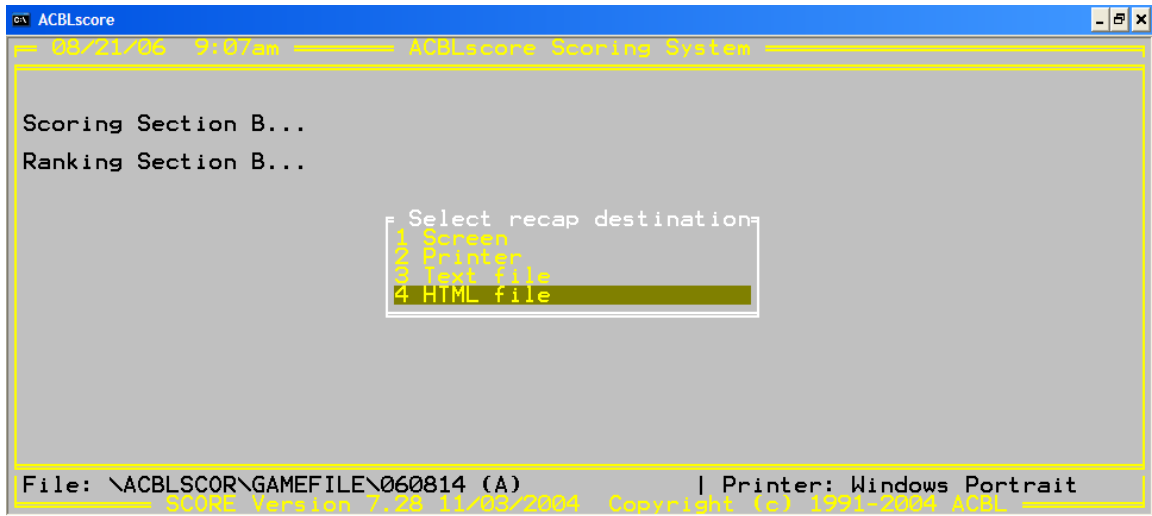 ACBLscore
08/21/06 9:07am ACBLscore Scoring System
Scoring Section B...
Ranking Section B...
Select recap destination
1 Screen
2 Printer
3 Text file
4 HTML file
File: \ACBLSCOR\GAMEFILE\060814 (A) | Printer: Windows Portrait
SCORE Version 7.28 11/03/2004 Copyright (c) 1991-2004 ACBL